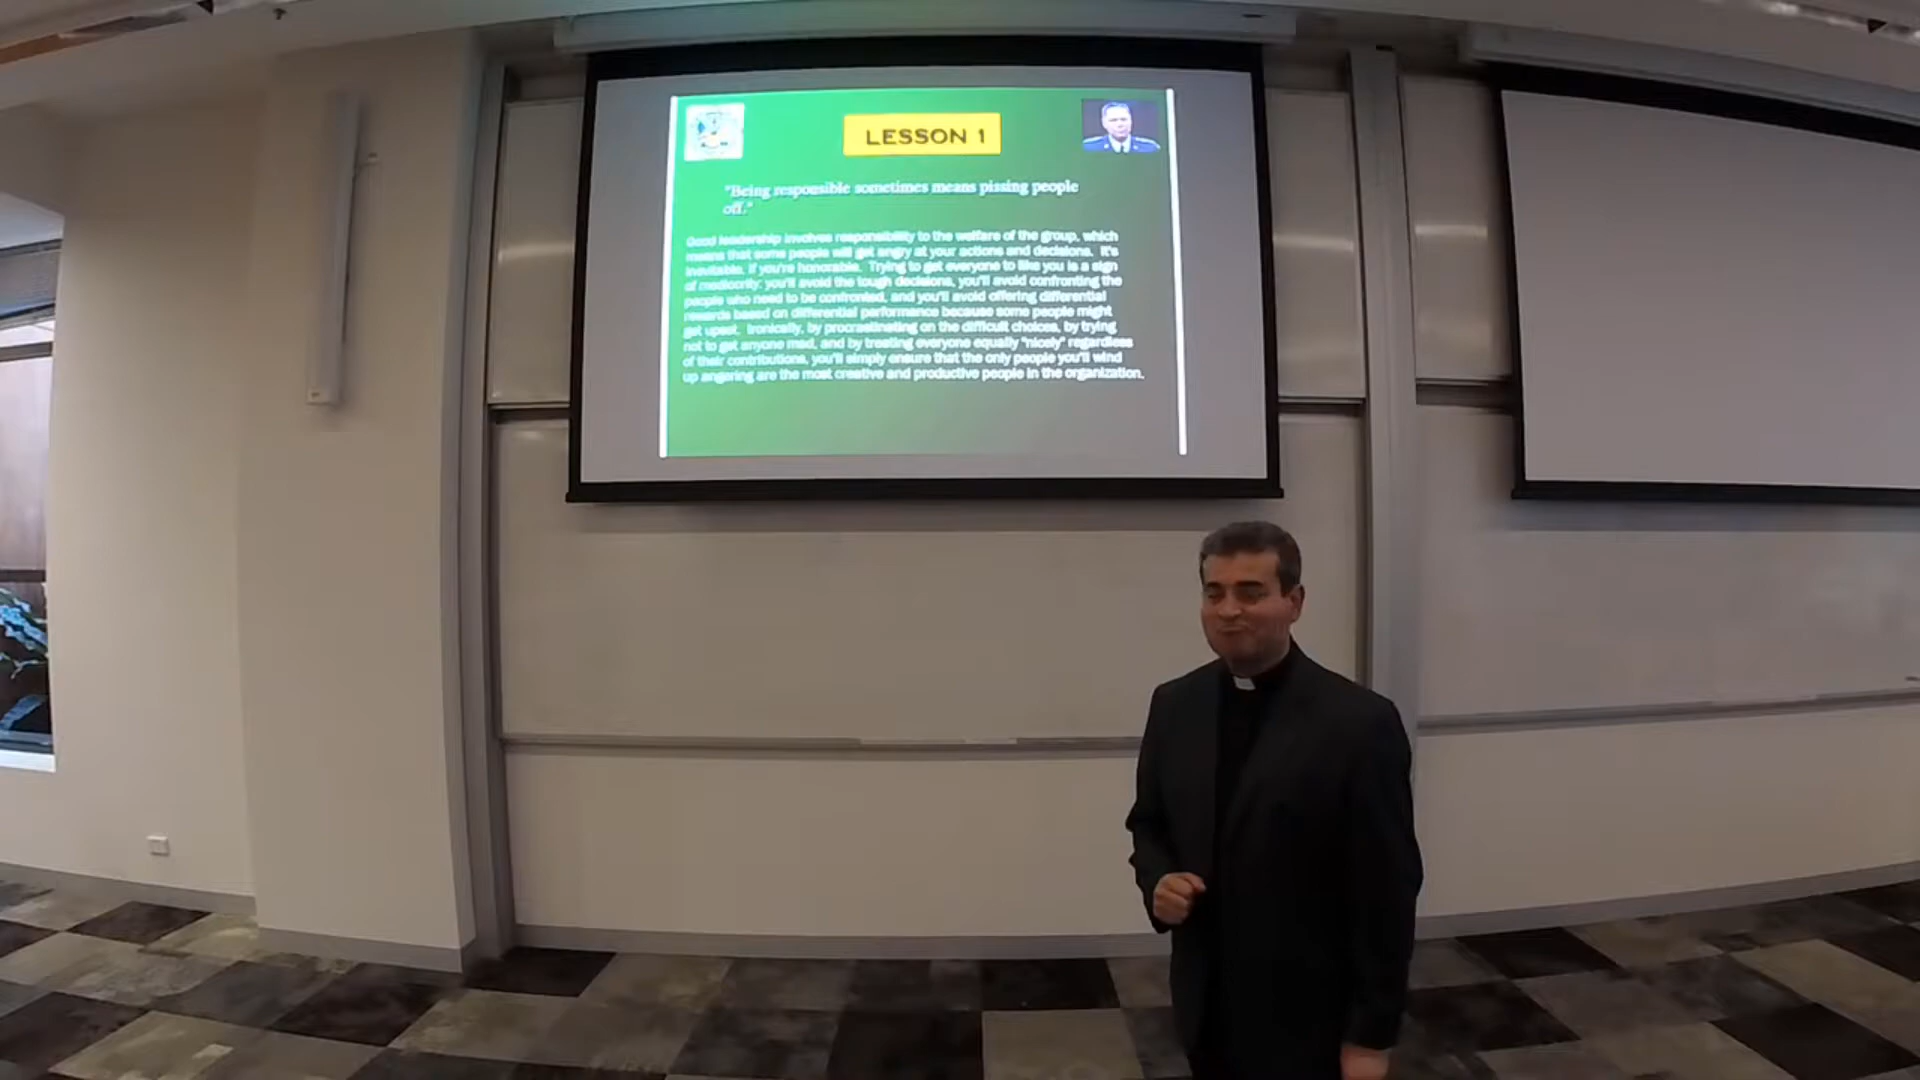 LESSON 1
"Being responsible sometimes means pissing people
off."
Good leadership involves responsibility to the welfare of the group, which
means that some people will get angry at your actions and decisions. It's
inevitable, if you're honorable. Trying to get everyone to like you is a sign
of mediocrity: you'll avoid the tough decisions, you'll avoid confronting the
people who need to be confronted, and you'll avoid offering differential
rewards based on differential performance because some people might
get upset. Ironically, by procrastinating on the difficult choices, by trying
not to get anyone mad, and by treating everyone equally "nicely" regardless
of their contributions, you'll simply ensure that the only people you'll wind
up angering are the most creative and productive people in the organization.